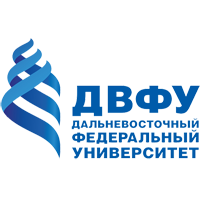 ДВФУ
ДАЛЬНЕВОСТОЧНЫЙ
ФЕДЕРАЛЬНЫЙ
УНИВЕРСИТЕТ